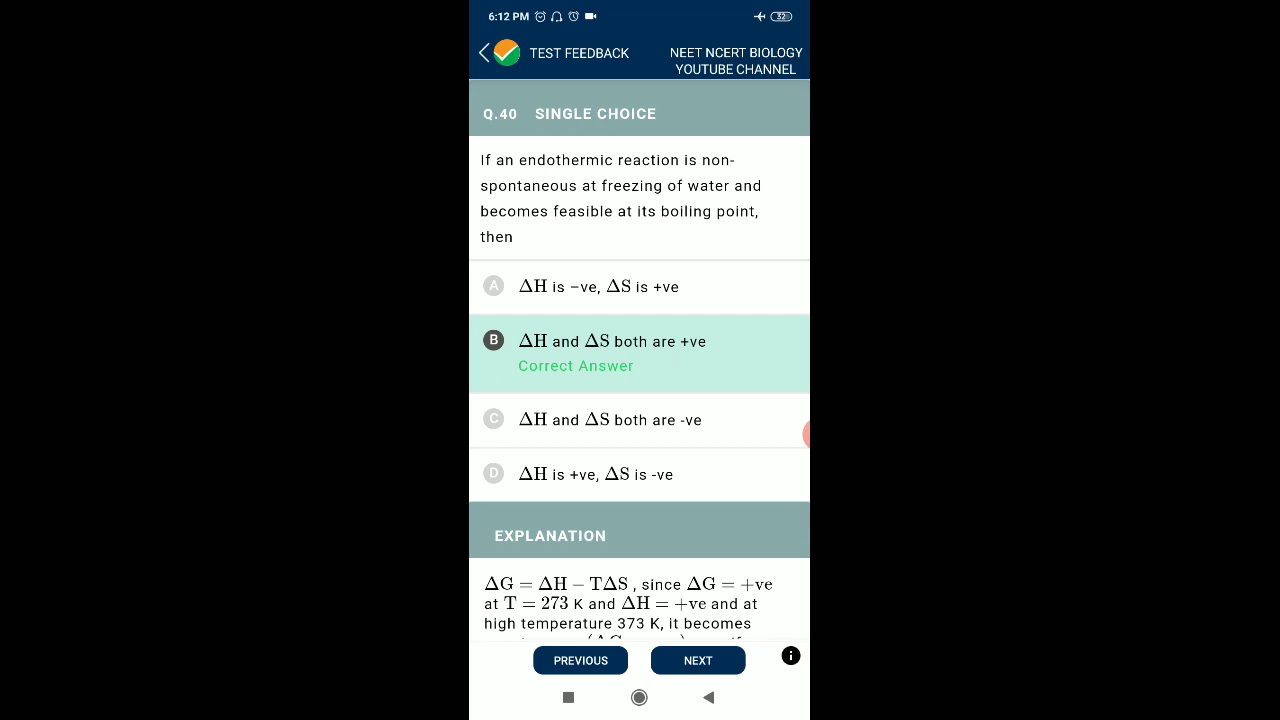 6:12 PM
32
TEST FEEDBACK
NEET NCERT BIOLOGY
YOUTUBE CHANNEL
Q.40 SINGLE CHOICE
If an endothermic reaction is non-
spontaneous at freezing of water and
becomes feasible at its boiling point,
then
A ΔH is –ve, ΔS is +ve
B ΔH and ΔS both are +ve
Correct Answer
C ΔH and ΔS both are -ve
D ΔH is +ve, ΔS is -ve
EXPLANATION
ΔG = ΔH − TΔS , since ΔG = +ve
at T = 273 K and ΔH = +ve and at
high temperature 373 K, it becomes
PREVIOUS
NEXT